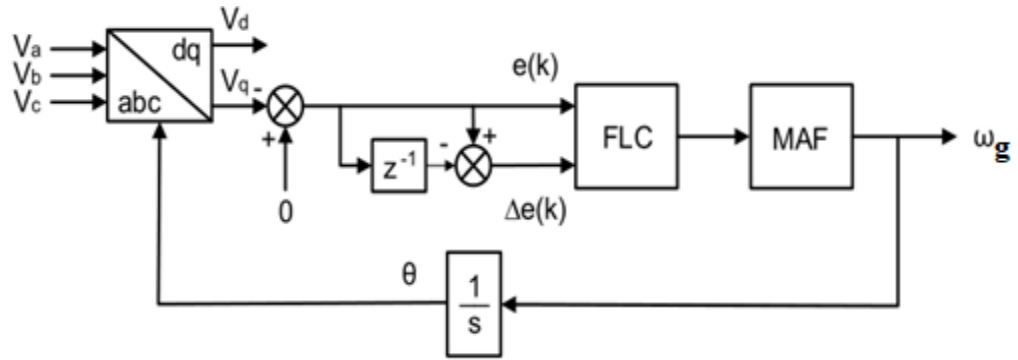 Va
Vb
Vc
abc
dq
Vd
Vq
-
+
0
e(k)
z⁻¹
-
+
Δe(k)
FLC
MAF
ωg
θ
1
s